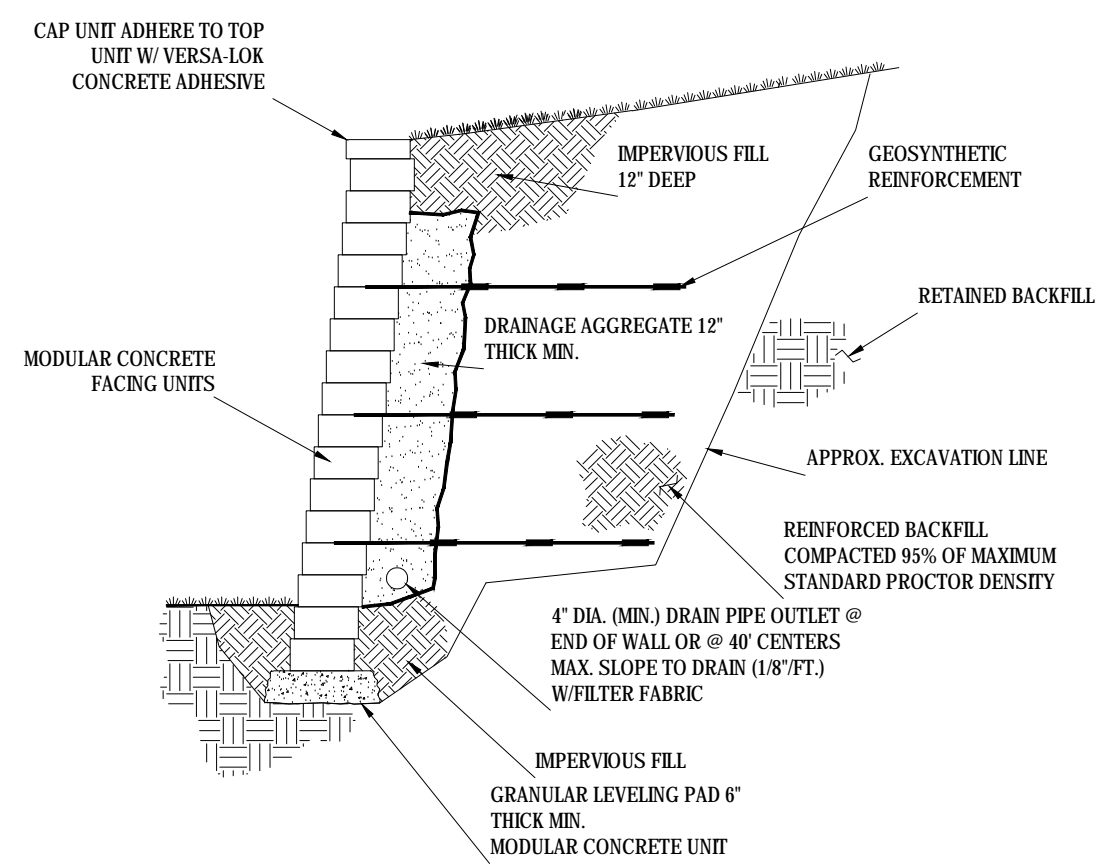 CAP UNIT ADHERE TO TOP
UNIT W/ VERSA-LOK
CONCRETE ADHESIVE
IMPERVIOUS FILL
12" DEEP
GEOSYNTHETIC
REINFORCEMENT
RETAINED BACKFILL
DRAINAGE AGGREGATE 12"
THICK MIN.
MODULAR CONCRETE
FACING UNITS
APPROX. EXCAVATION LINE
REINFORCED BACKFILL
COMPACTED 95% OF MAXIMUM
STANDARD PROCTOR DENSITY
4" DIA. (MIN.) DRAIN PIPE OUTLET @
END OF WALL OR @ 40' CENTERS
MAX. SLOPE TO DRAIN (1/8"/FT.)
W/FILTER FABRIC
IMPERVIOUS FILL
GRANULAR LEVELING PAD 6"
THICK MIN.
MODULAR CONCRETE UNIT